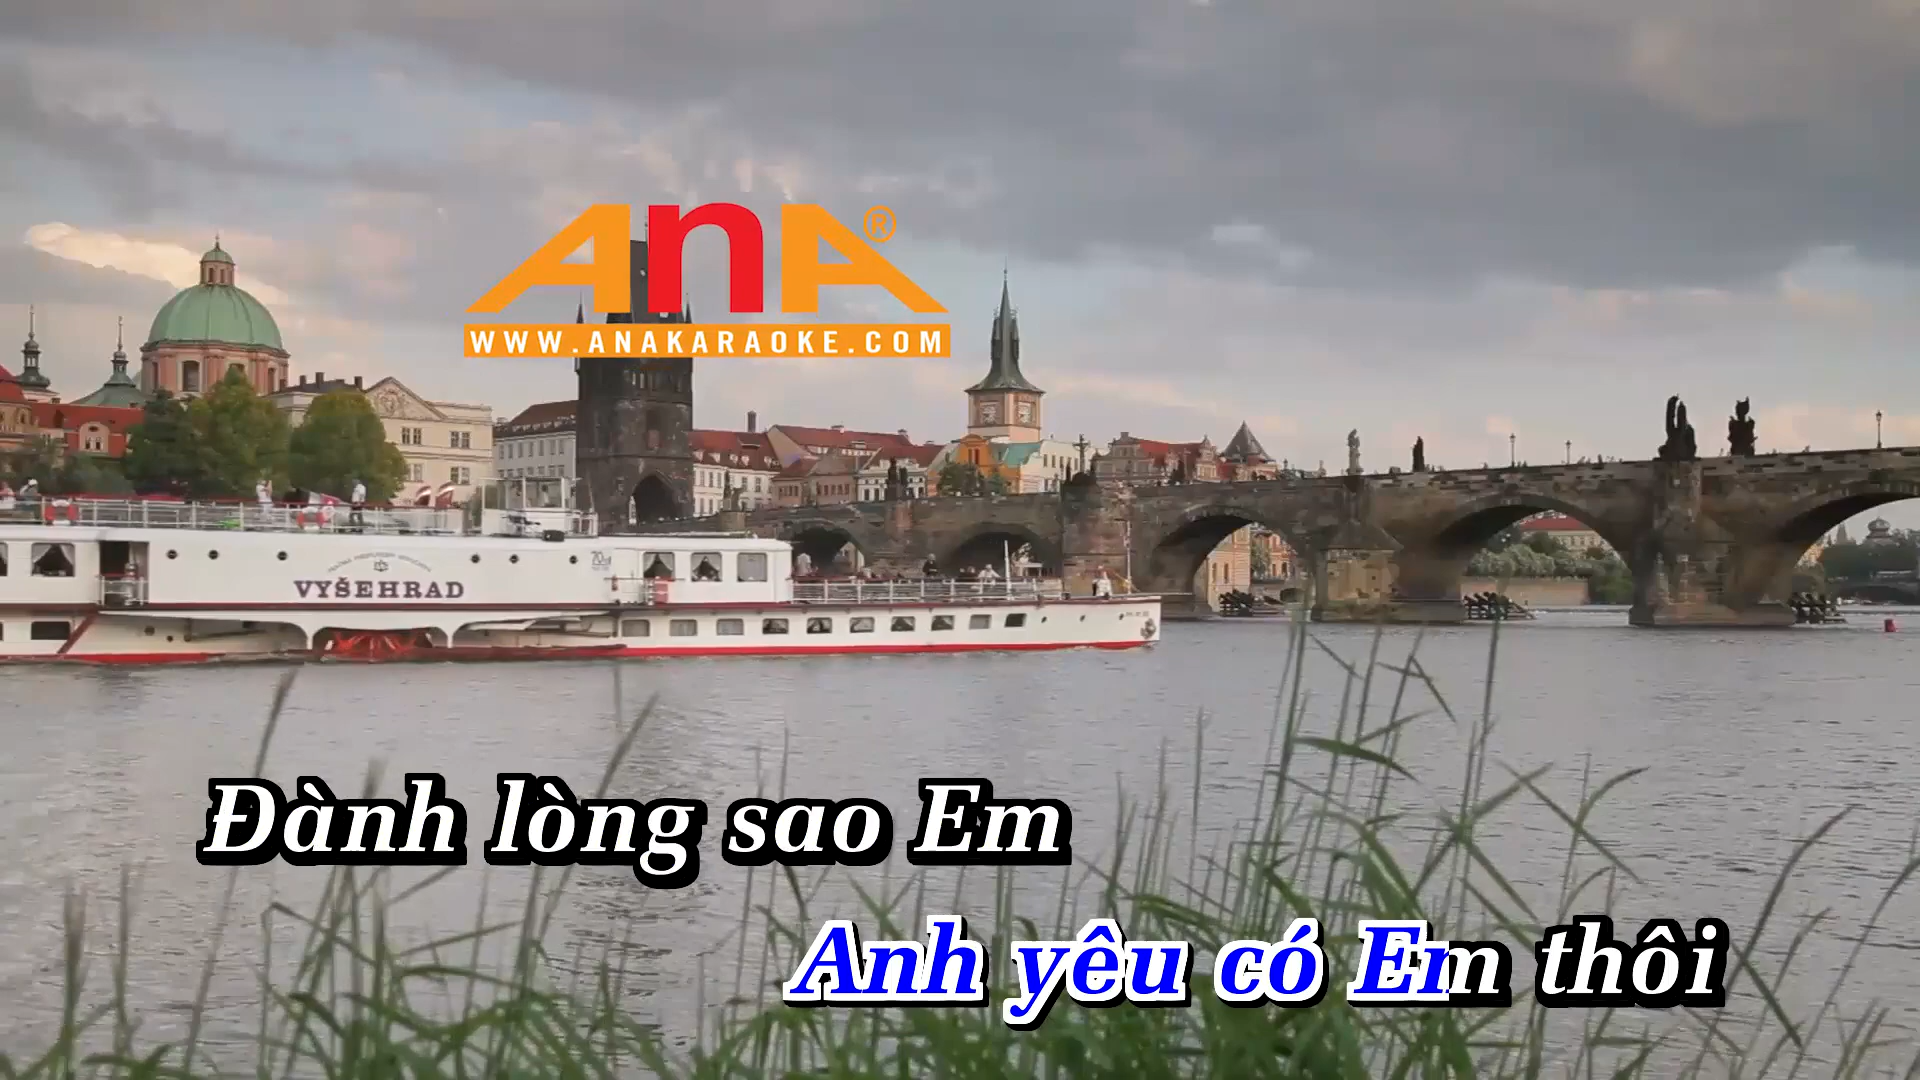 AnA®
WWW.ANAKARAOKE.COM
VYŠEHRAD
Đành lòng sao Em
Anh yêu có Em thôi